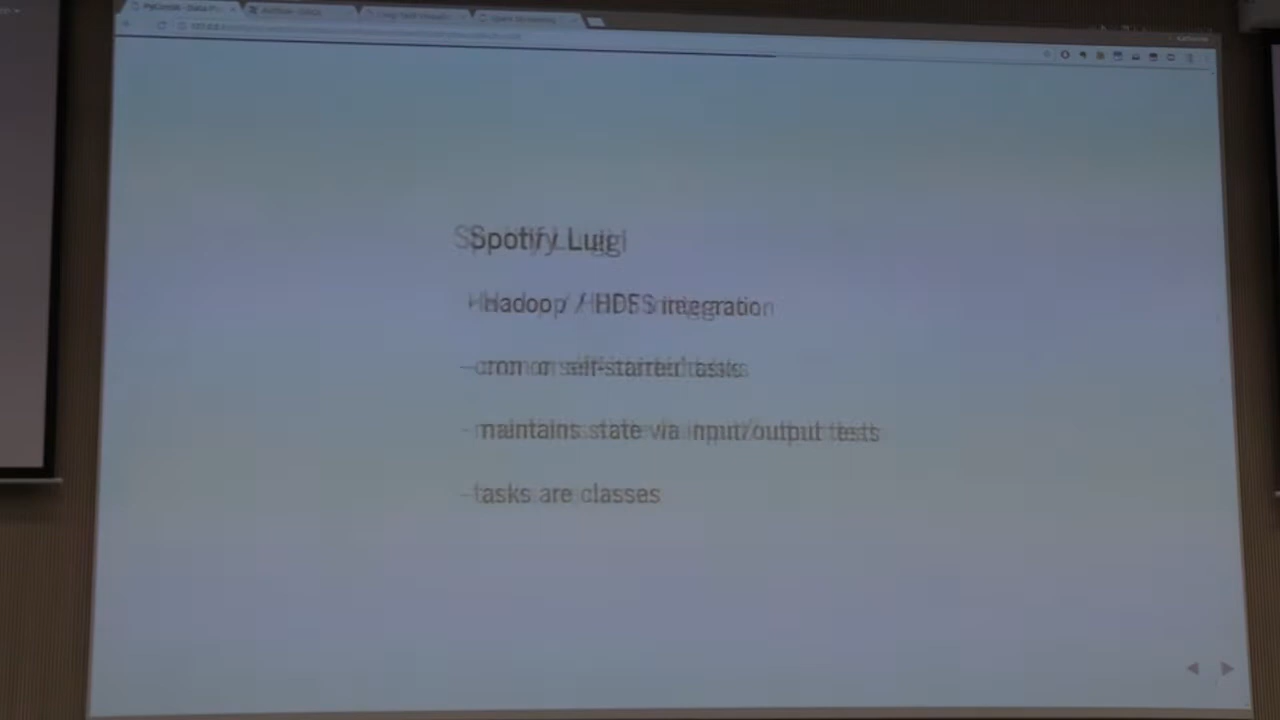 Spotify Luigi
- Hadoop / HDFS integration
- cron or self-started tasks
- maintains state via input/output tests
- tasks are classes